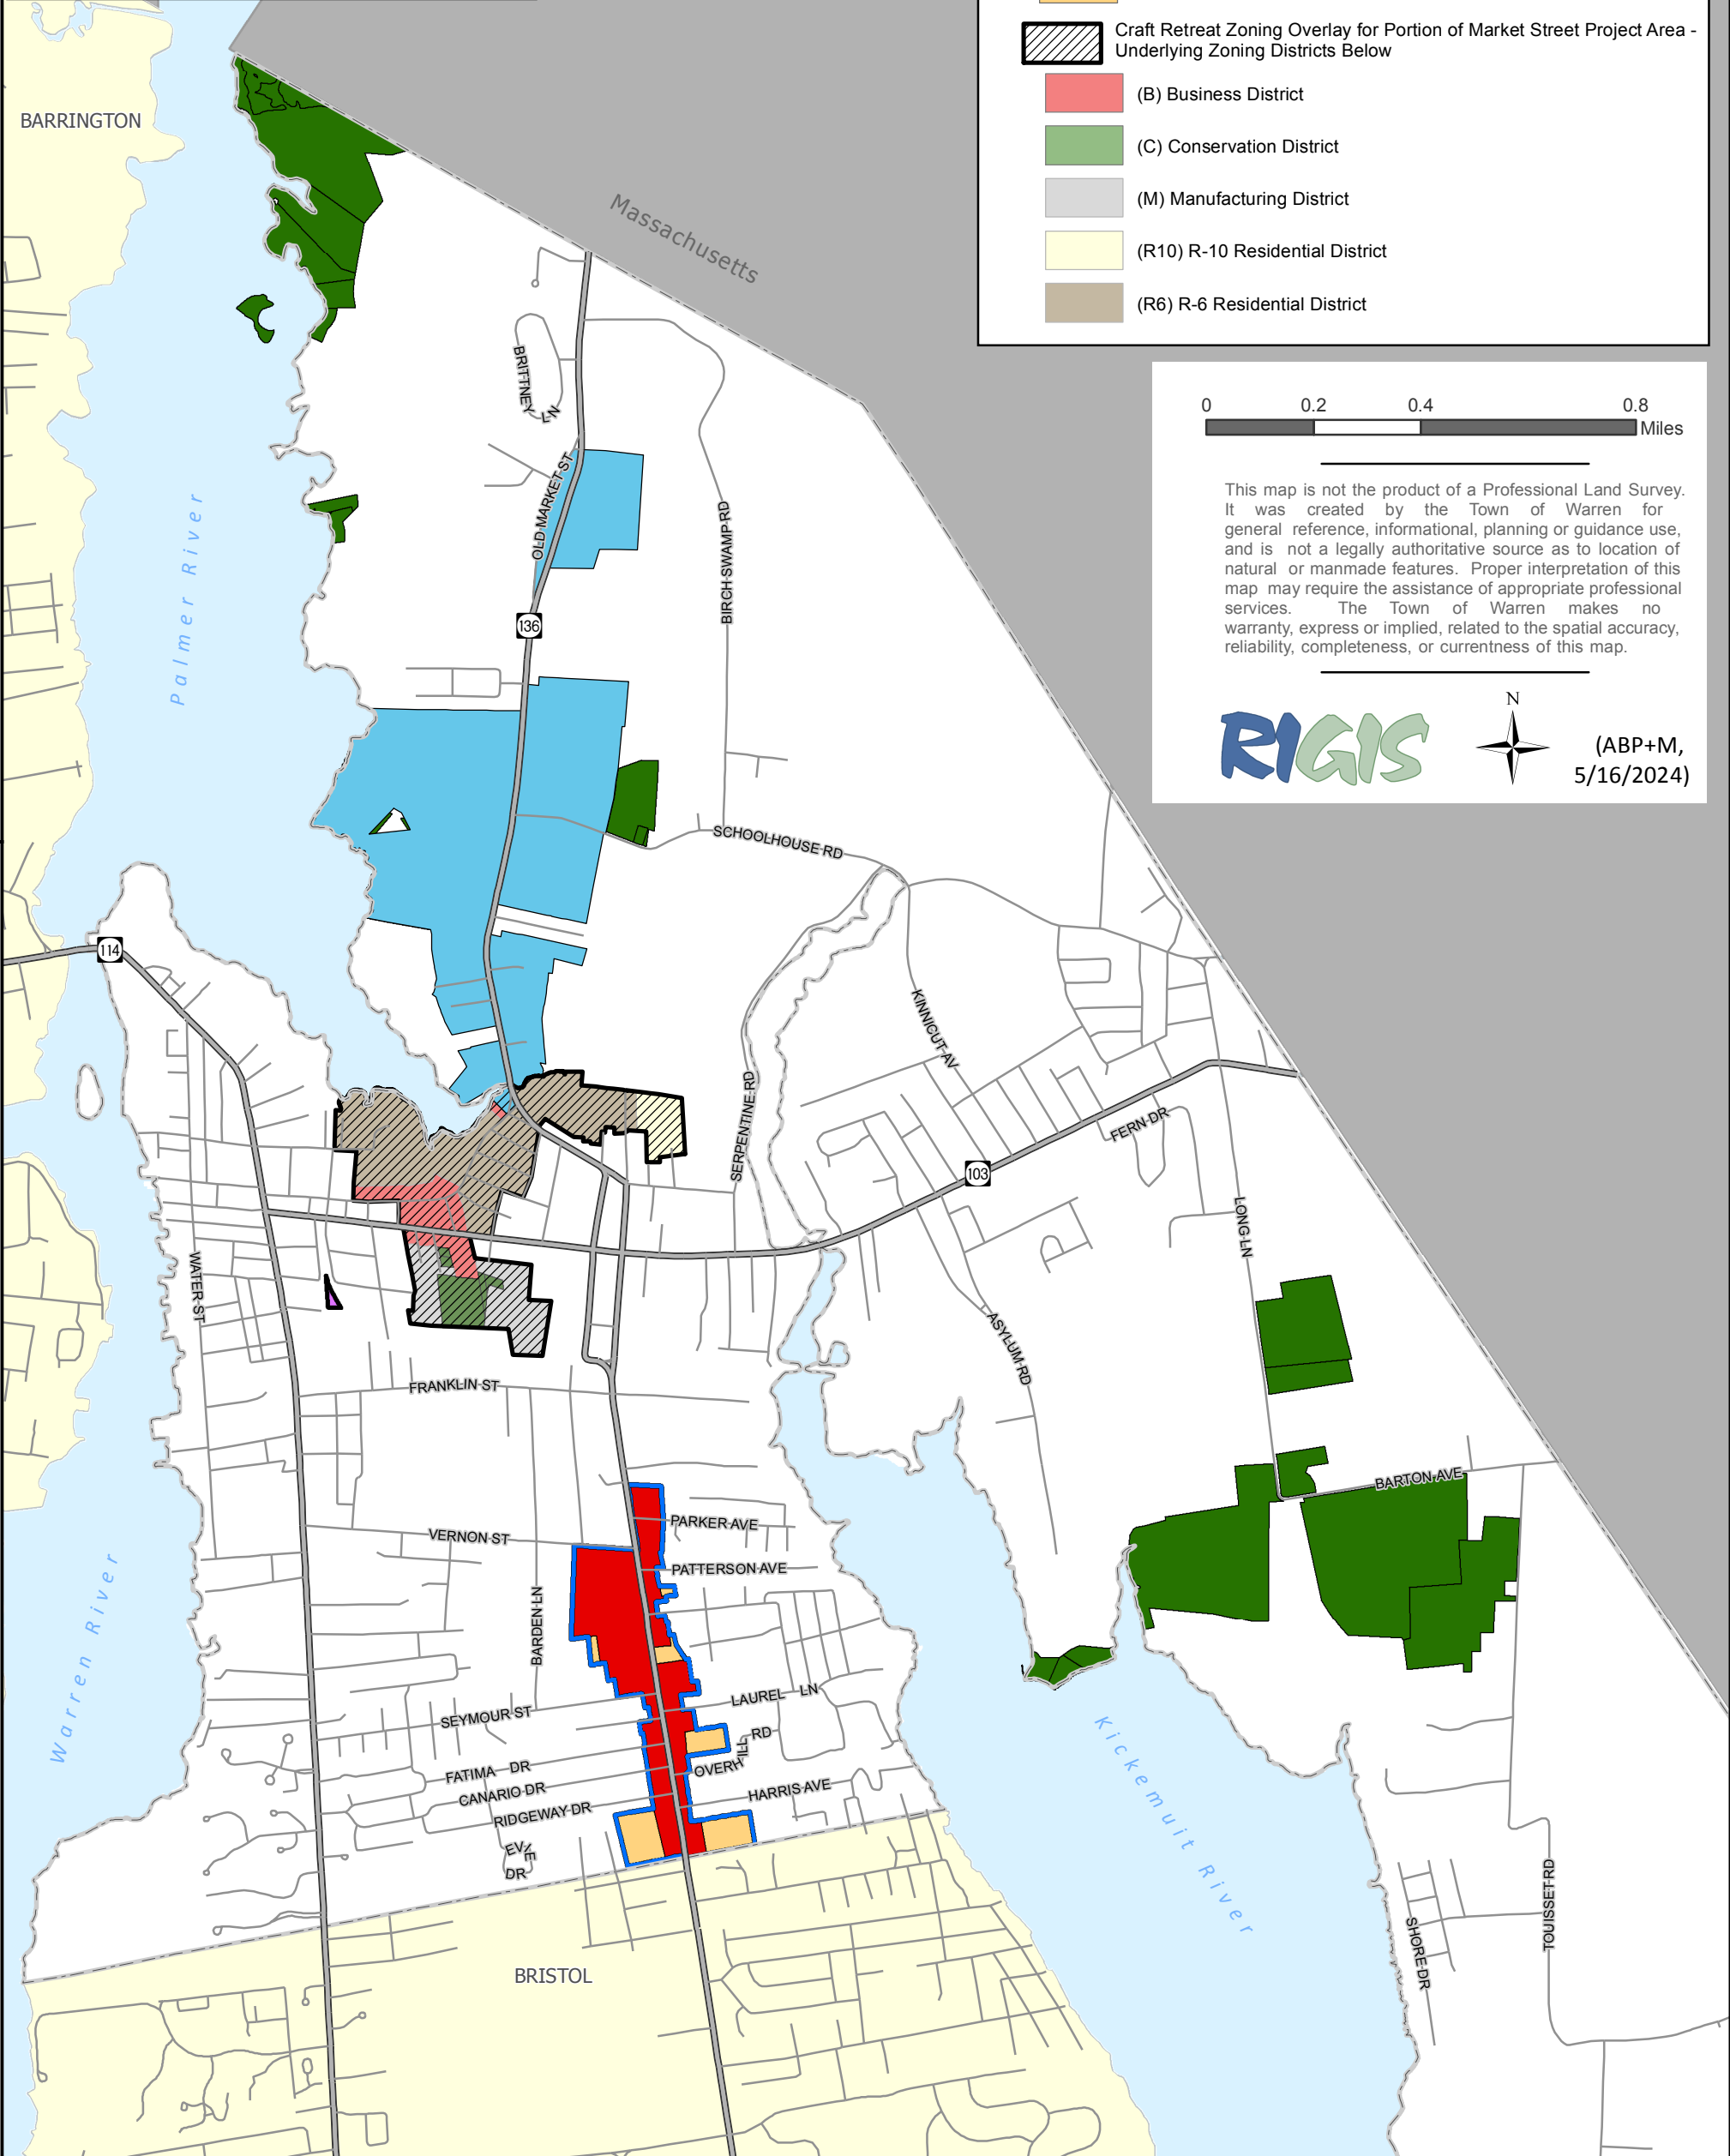 Craft Retreat Zoning Overlay for Portion of Market Street Project Area -
Underlying Zoning Districts Below
(B) Business District
(C) Conservation District
(M) Manufacturing District
(R10) R-10 Residential District
(R6) R-6 Residential District
0 0.2 0.4 0.8
Miles
This map is not the product of a Professional Land Survey.
It was created by the Town of Warren for
general reference, informational, planning or guidance use,
and is not a legally authoritative source as to location of
natural or manmade features. Proper interpretation of this
map may require the assistance of appropriate professional
services. The Town of Warren makes no
warranty, express or implied, related to the spatial accuracy,
reliability, completeness, or currentness of this map.
RIGIS
N
(ABP+M,
5/16/2024)
BARRINGTON
Massachusetts
Palmer River
BRITTNEY LN
OLD MARKET ST
BIRCH SWAMP RD
136
SCHOOLHOUSE RD
114
KINNICUT AV
SERPENTINE RD
FERN DR
103
LONG LN
WATER ST
ASYLUM RD
FRANKLIN ST
BARTON AVE
PARKER AVE
VERNON ST
PATTERSON AVE
BARDEN LN
Warren River
LAUREL LN
SEYMOUR ST
OVERHILL RD
FATIMA DR
CANARIO DR
HARRIS AVE
RIDGEWAY DR
EVE
DR
Kickemuit River
TOUISSET RD
SHORE DR
BRISTOL